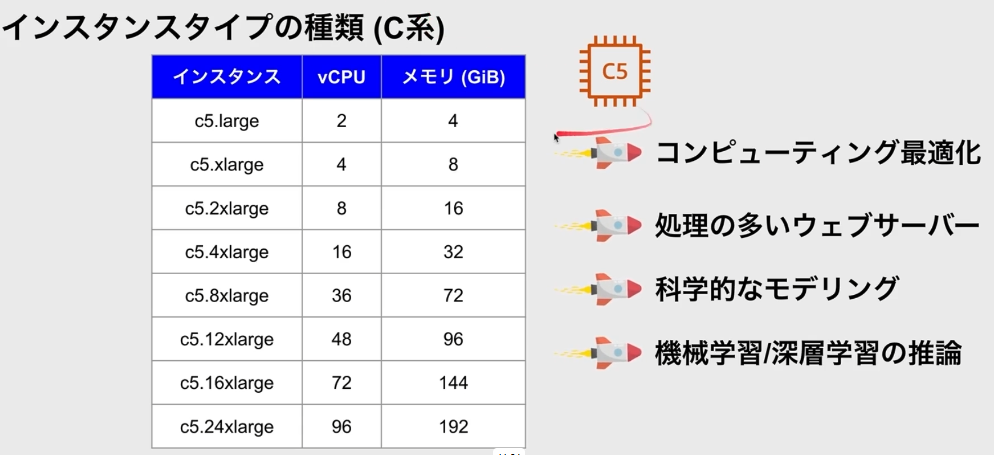 インスタンスタイプの種類 (C系)
インスタンス vCPU メモリ (GiB)
c5.large 2 4
c5.xlarge 4 8
c5.2xlarge 8 16
c5.4xlarge 16 32
c5.8xlarge 36 72
c5.12xlarge 48 96
c5.16xlarge 72 144
c5.24xlarge 96 192
C5
コンピューティング最適化
処理の多いウェブサーバー
科学的なモデリング
機械学習/深層学習の推論